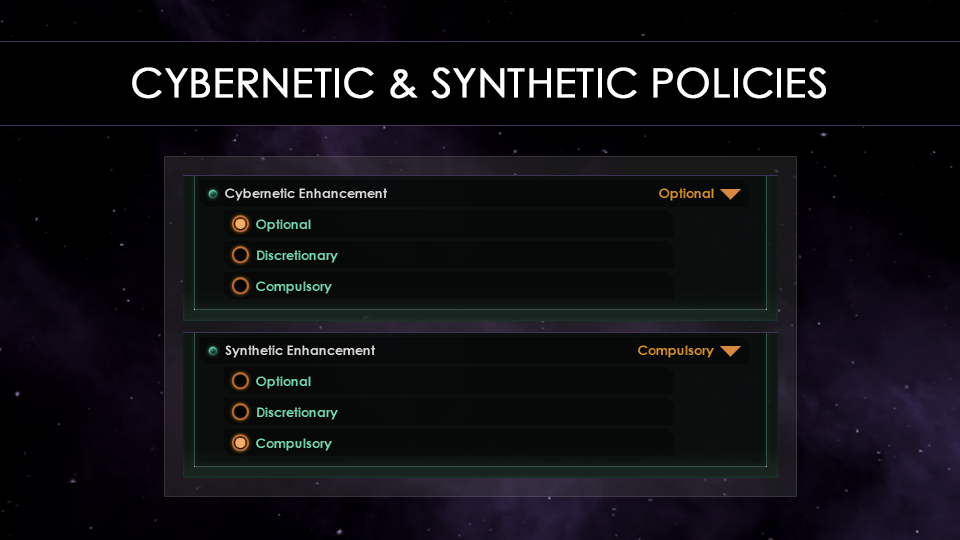 CYBERNETIC & SYNTHETIC POLICIES
Cybernetic Enhancement Optional
Optional
Discretionary
Compulsory
Synthetic Enhancement Compulsory
Optional
Discretionary
Compulsory